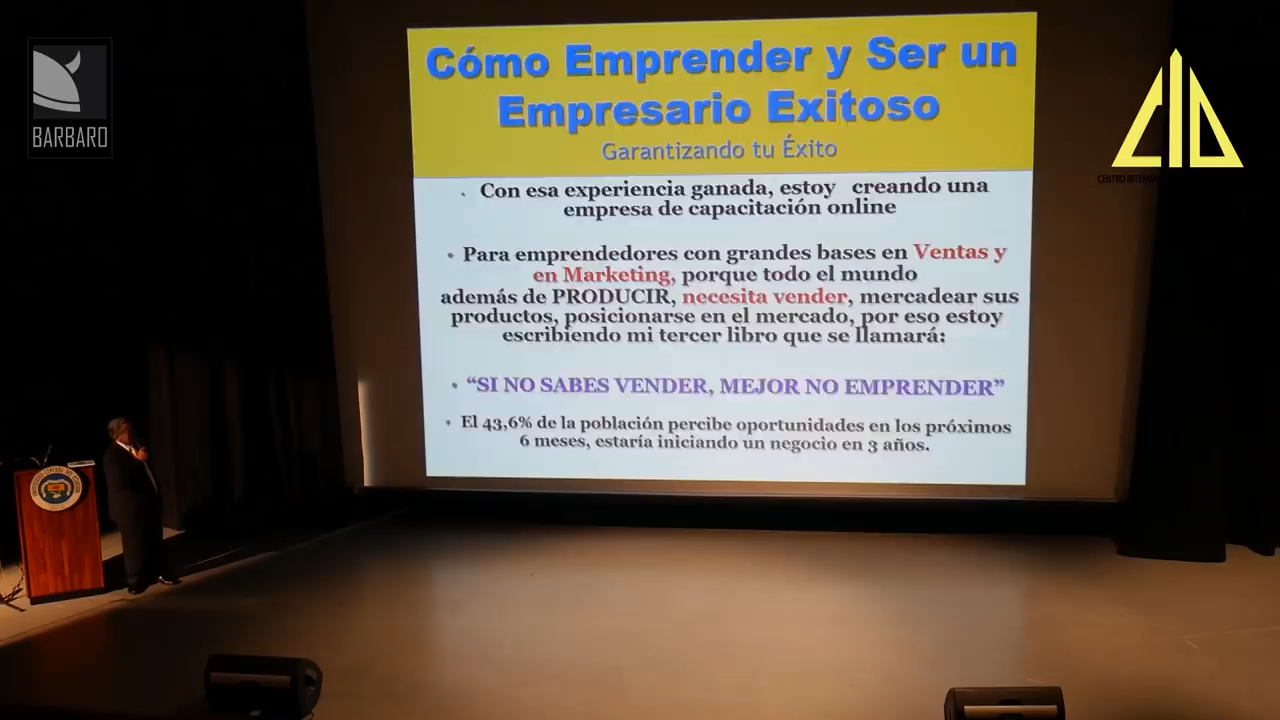 BARBARO
Cómo Emprender y Ser un
Empresario Exitoso
Garantizando tu Éxito
• Con esa experiencia ganada, estoy creando una
empresa de capacitación online
• Para emprendedores con grandes bases en Ventas y
en Marketing, porque todo el mundo
además de PRODUCIR, necesita vender, mercadear sus
productos, posicionarse en el mercado, por eso estoy
escribiendo mi tercer libro que se llamará:
• “SI NO SABES VENDER, MEJOR NO EMPRENDER”
• El 43,6% de la población percibe oportunidades en los próximos
6 meses, estaría iniciando un negocio en 3 años.
CID
CENTRO